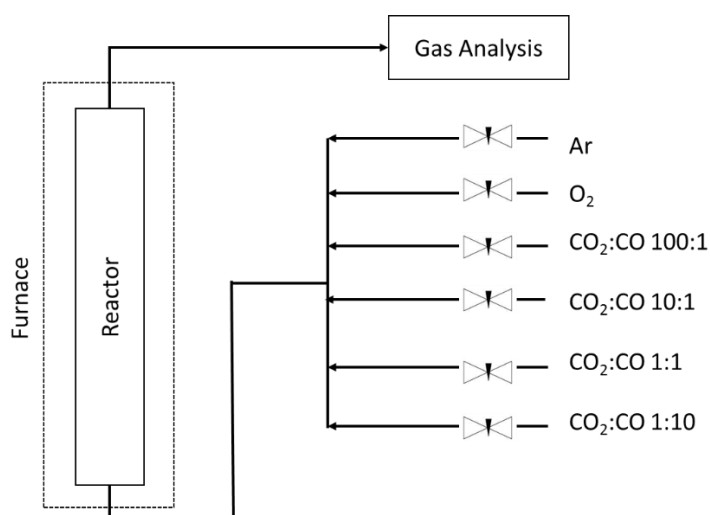 Gas Analysis
Ar
O₂
CO₂:CO 100:1
CO₂:CO 10:1
CO₂:CO 1:1
CO₂:CO 1:10
Furnace
Reactor